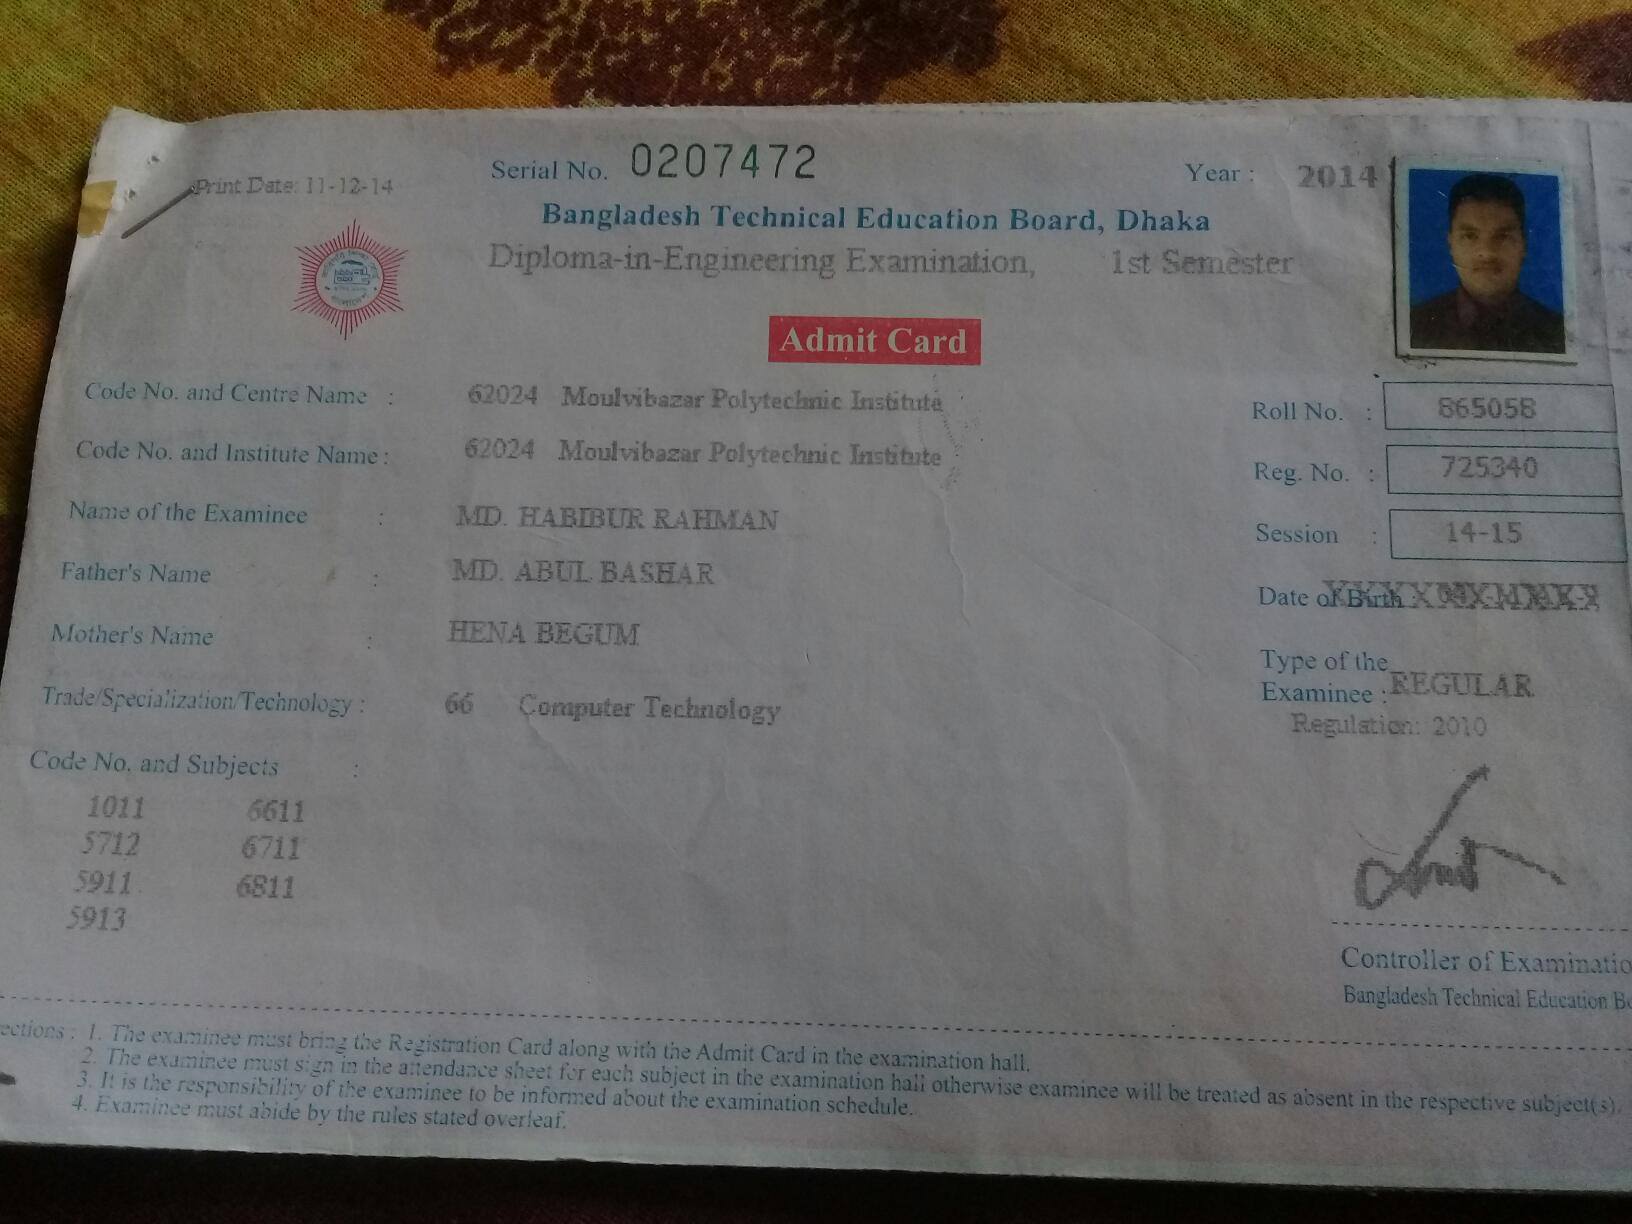 Print Date: 11-12-14
Serial No. 0207472
Year : 2014
Bangladesh Technical Education Board, Dhaka
Diploma-in-Engineering Examination, 1st Semester
Admit Card
Code No. and Centre Name : 62024 Moulvibazar Polytechnic Institute
Roll No. : 865058
Code No. and Institute Name : 62024 Moulvibazar Polytechnic Institute
Reg. No. : 725340
Name of the Examinee : MD. HABIBUR RAHMAN
Session : 14-15
Father's Name : MD. ABUL BASHAR
Date of Birth
Mother's Name : HENA BEGUM
Type of the
Examinee : REGULAR
Trade/Specialization/Technology : 66 Computer Technology
Regulation: 2010
Code No. and Subjects :
1011 6611
5712 6711
5911 6811
5913
Controller of Examinatio
Bangladesh Technical Education Bo
ections : 1. The examinee must bring the Registration Card along with the Admit Card in the examination hall.
2. The examinee must sign in the attendance sheet for each subject in the examination hall otherwise examinee will be treated as absent in the respective subject(s).
3. It is the responsibility of the examinee to be informed about the examination schedule.
4. Examinee must abide by the rules stated overleaf.